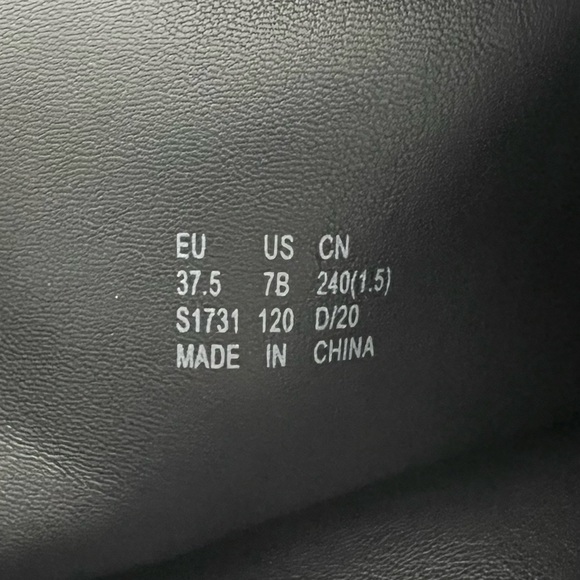 EU US CN
37.5 7B 240(1.5)
S1731 120 D/20
MADE IN CHINA